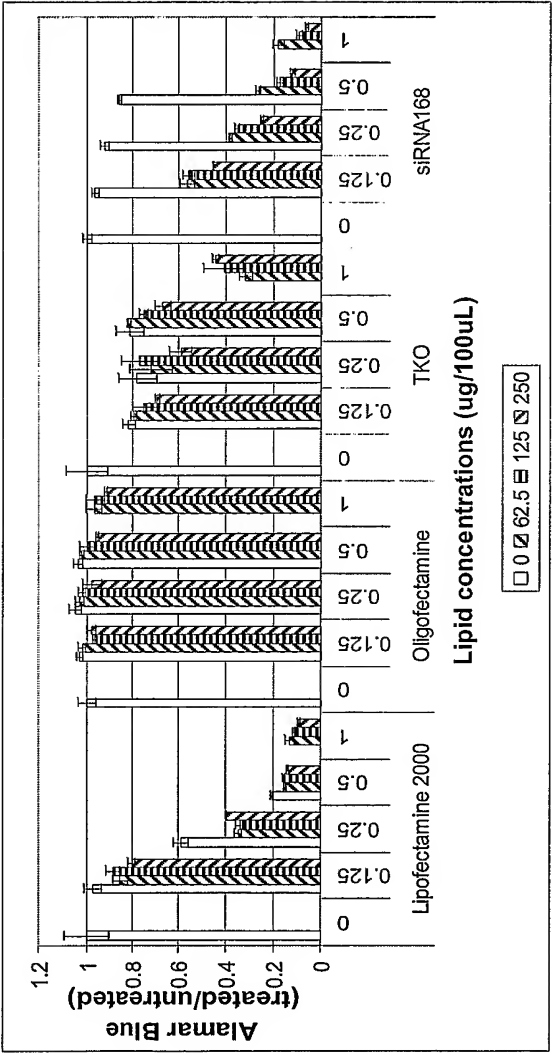 Alamar Blue
(treated/untreated)
1.2
1
0.8
0.6
0.4
0.2
0
0 0.125 0.25 0.5 1 0 0.125 0.25 0.5 1 0 0.125 0.25 0.5 1 0 0.125 0.25 0.5 1
Lipofectamine 2000 Oligofectamine TKO siRNA168
Lipid concentrations (ug/100uL)
0 62.5 125 250